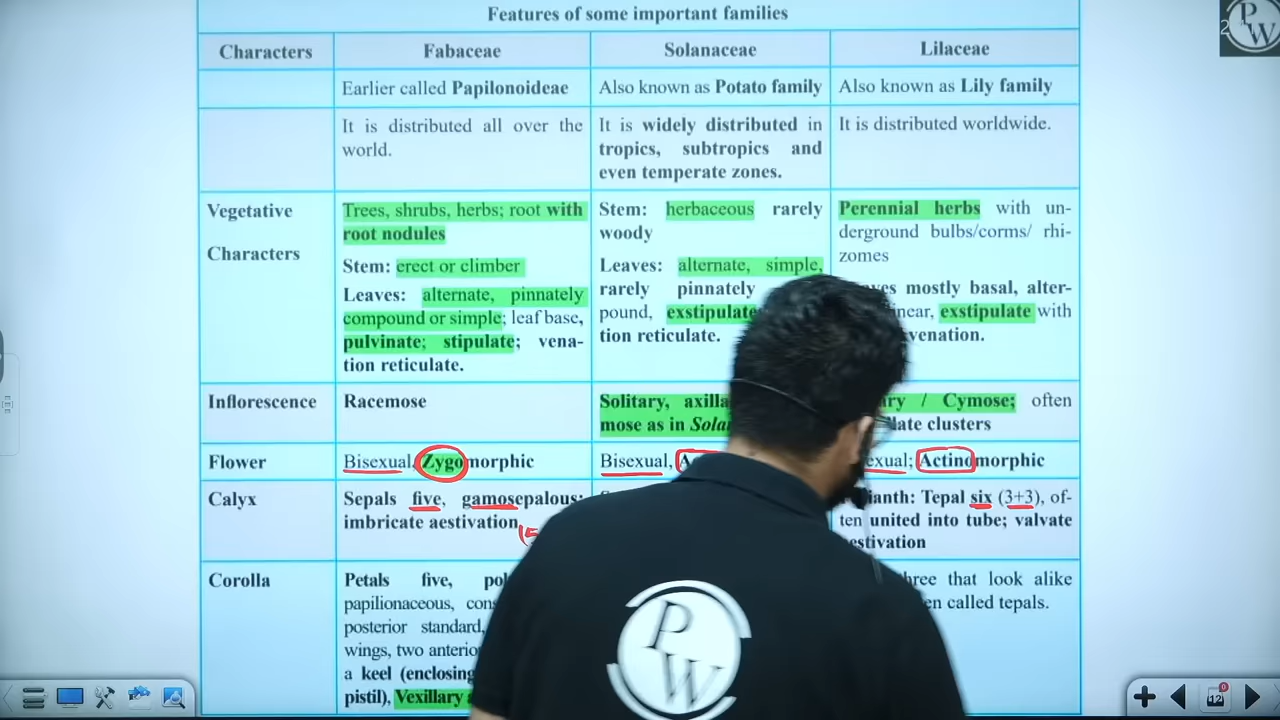 Features of some important families
Characters
Fabaceae
Solanaceae
Lilaceae
Earlier called Papilonoideae
Also known as Potato family
Also known as Lily family
It is distributed all over the
world.
It is widely distributed in
tropics, subtropics and
even temperate zones.
It is distributed worldwide.
Vegetative
Characters
Trees, shrubs, herbs; root with
root nodules
Stem: erect or climber
Leaves: alternate, pinnately
compound or simple; leaf base,
pulvinate; stipulate; vena-
tion reticulate.
Stem: herbaceous rarely
woody
Leaves: alternate, simple,
rarely pinnately
pound, exstipulate
tion reticulate.
Perennial herbs with un-
derground bulbs/corms/ rhi-
zomes
mostly basal, alter-
exstipulate with
venation.
Inflorescence
Racemose
Solitary,
mose as in
/ Cymose; often
clusters
Flower
Bisexual, Zygomorphic
Bisexual,
Actinomorphic
Calyx
Sepals five, gamosepalous;
imbricate aestivation
(5
Tepal six (3+3), of-
ten united into tube; valvate
Corolla
Petals five,
papilionaceous,
posterior standard,
wings, two
a keel (enclosing
pistil), Vexillary
that look alike
called tepals.
P
W
P
W
12